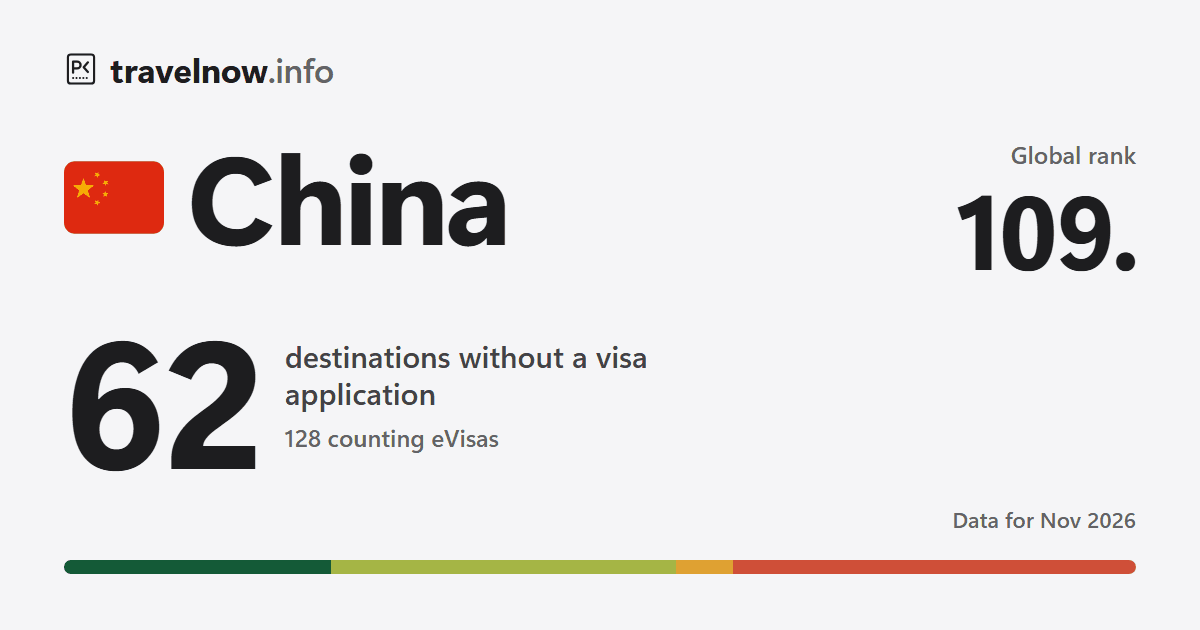 travelnow.info
China
Global rank
109.
62
destinations without a visa
application
128 counting eVisas
Data for Nov 2026